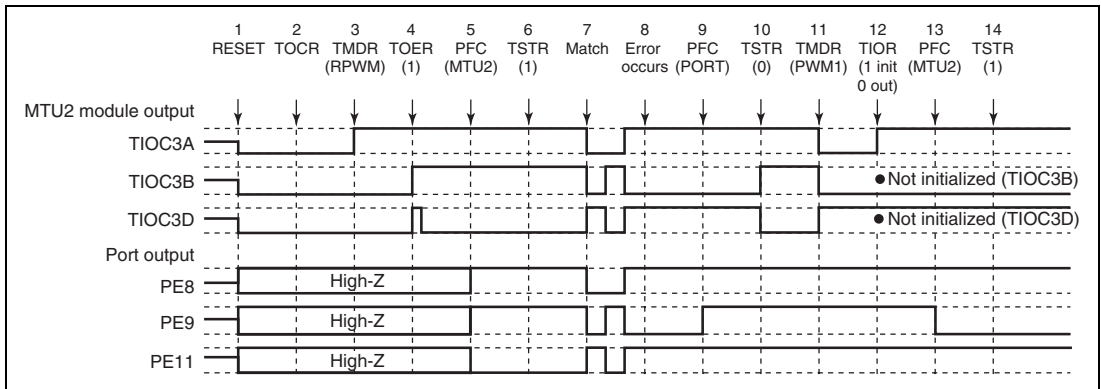 1 2 3 4 5 6 7 8 9 10 11 12 13 14
RESET TOCR TMDR TOER PFC TSTR Match Error PFC TSTR TMDR TIOR PFC TSTR
(RPWM) (1) (MTU2) (1) occurs (PORT) (0) (PWM1) (1 init (MTU2) (1)
0 out)
MTU2 module output
TIOC3A
TIOC3B ● Not initialized (TIOC3B)
TIOC3D ● Not initialized (TIOC3D)
Port output
PE8 High-Z
PE9 High-Z
PE11 High-Z